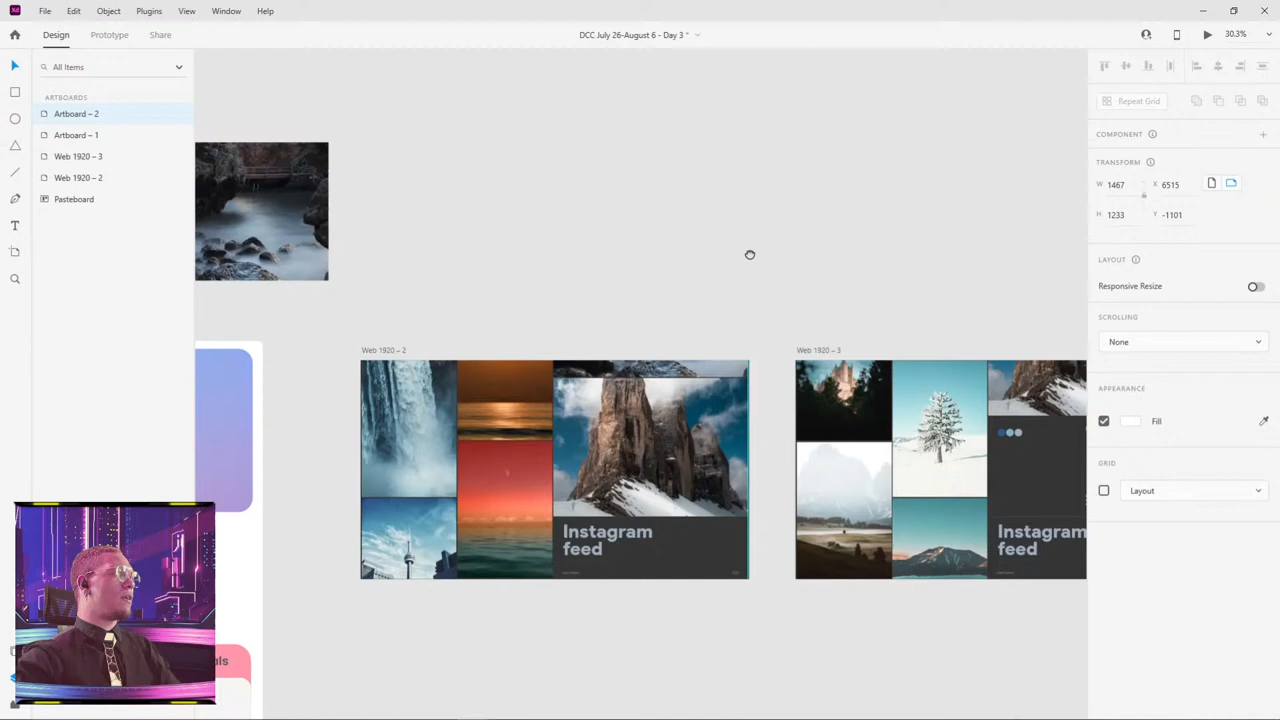 Xd File Edit Object Plugins View Window Help
Design Prototype Share
DCC July 26-August 6 - Day 3 *
30.3%
All Items
ARTBOARDS
Artboard – 2
Artboard – 1
Web 1920 – 3
Web 1920 – 2
Pasteboard
Web 1920 – 2
Web 1920 – 3
Instagram
feed
Instagram
feed
als
Repeat Grid
COMPONENT
TRANSFORM
W 1467 X 6515
H 1233 Y -1101
LAYOUT
Responsive Resize
SCROLLING
None
APPEARANCE
Fill
GRID
Layout